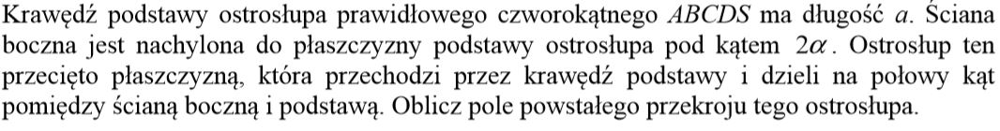 Krawędź podstawy ostrosłupa prawidłowego czworokątnego ABCDS ma długość a. Ściana
boczna jest nachylona do płaszczyzny podstawy ostrosłupa pod kątem 2α. Ostrosłup ten
przecięto płaszczyzną, która przechodzi przez krawędź podstawy i dzieli na połowy kąt
pomiędzy ścianą boczną i podstawą. Oblicz pole powstałego przekroju tego ostrosłupa.